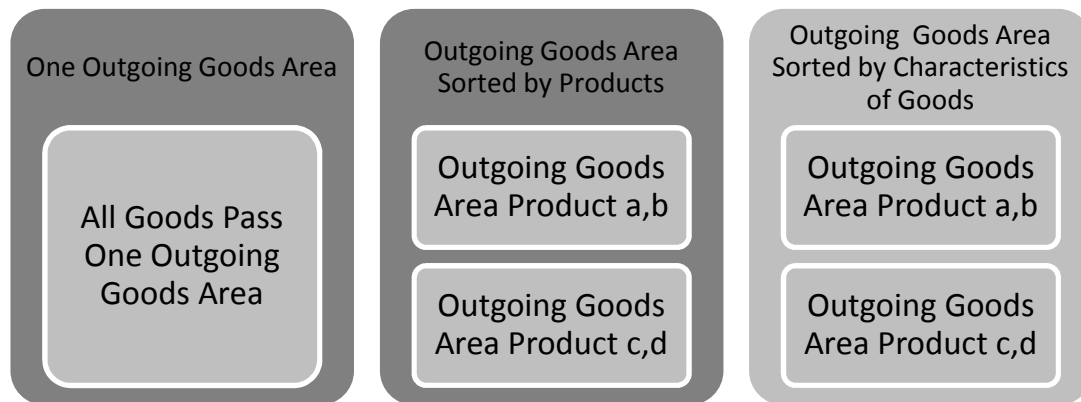 One Outgoing Goods Area
All Goods Pass
One Outgoing
Goods Area
Outgoing Goods Area
Sorted by Products
Outgoing Goods
Area Product a,b
Outgoing Goods
Area Product c,d
Outgoing Goods Area
Sorted by Characteristics
of Goods
Outgoing Goods
Area Product a,b
Outgoing Goods
Area Product c,d